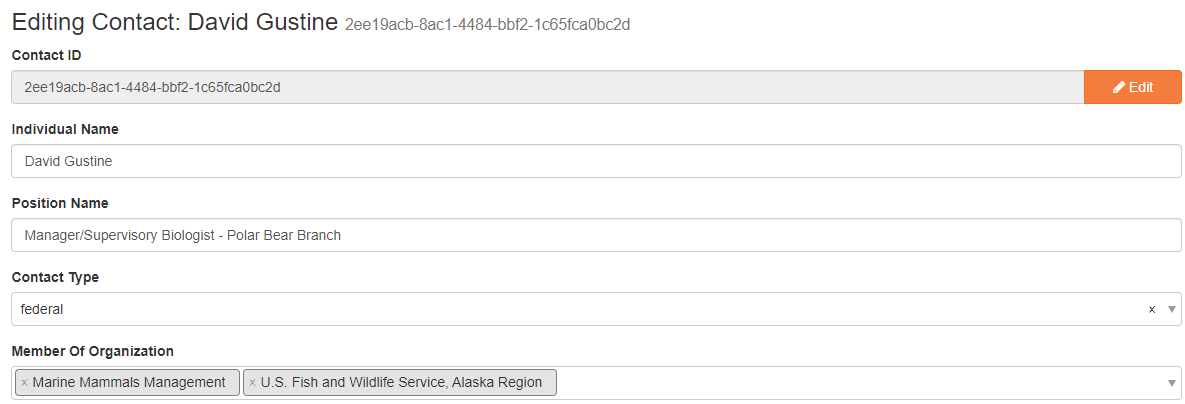 Editing Contact: David Gustine 2ee19acb-8ac1-4484-bbf2-1c65fca0bc2d
Contact ID
2ee19acb-8ac1-4484-bbf2-1c65fca0bc2d Edit
Individual Name
David Gustine
Position Name
Manager/Supervisory Biologist - Polar Bear Branch
Contact Type
federal ×
Member Of Organization
× Marine Mammals Management × U.S. Fish and Wildlife Service, Alaska Region